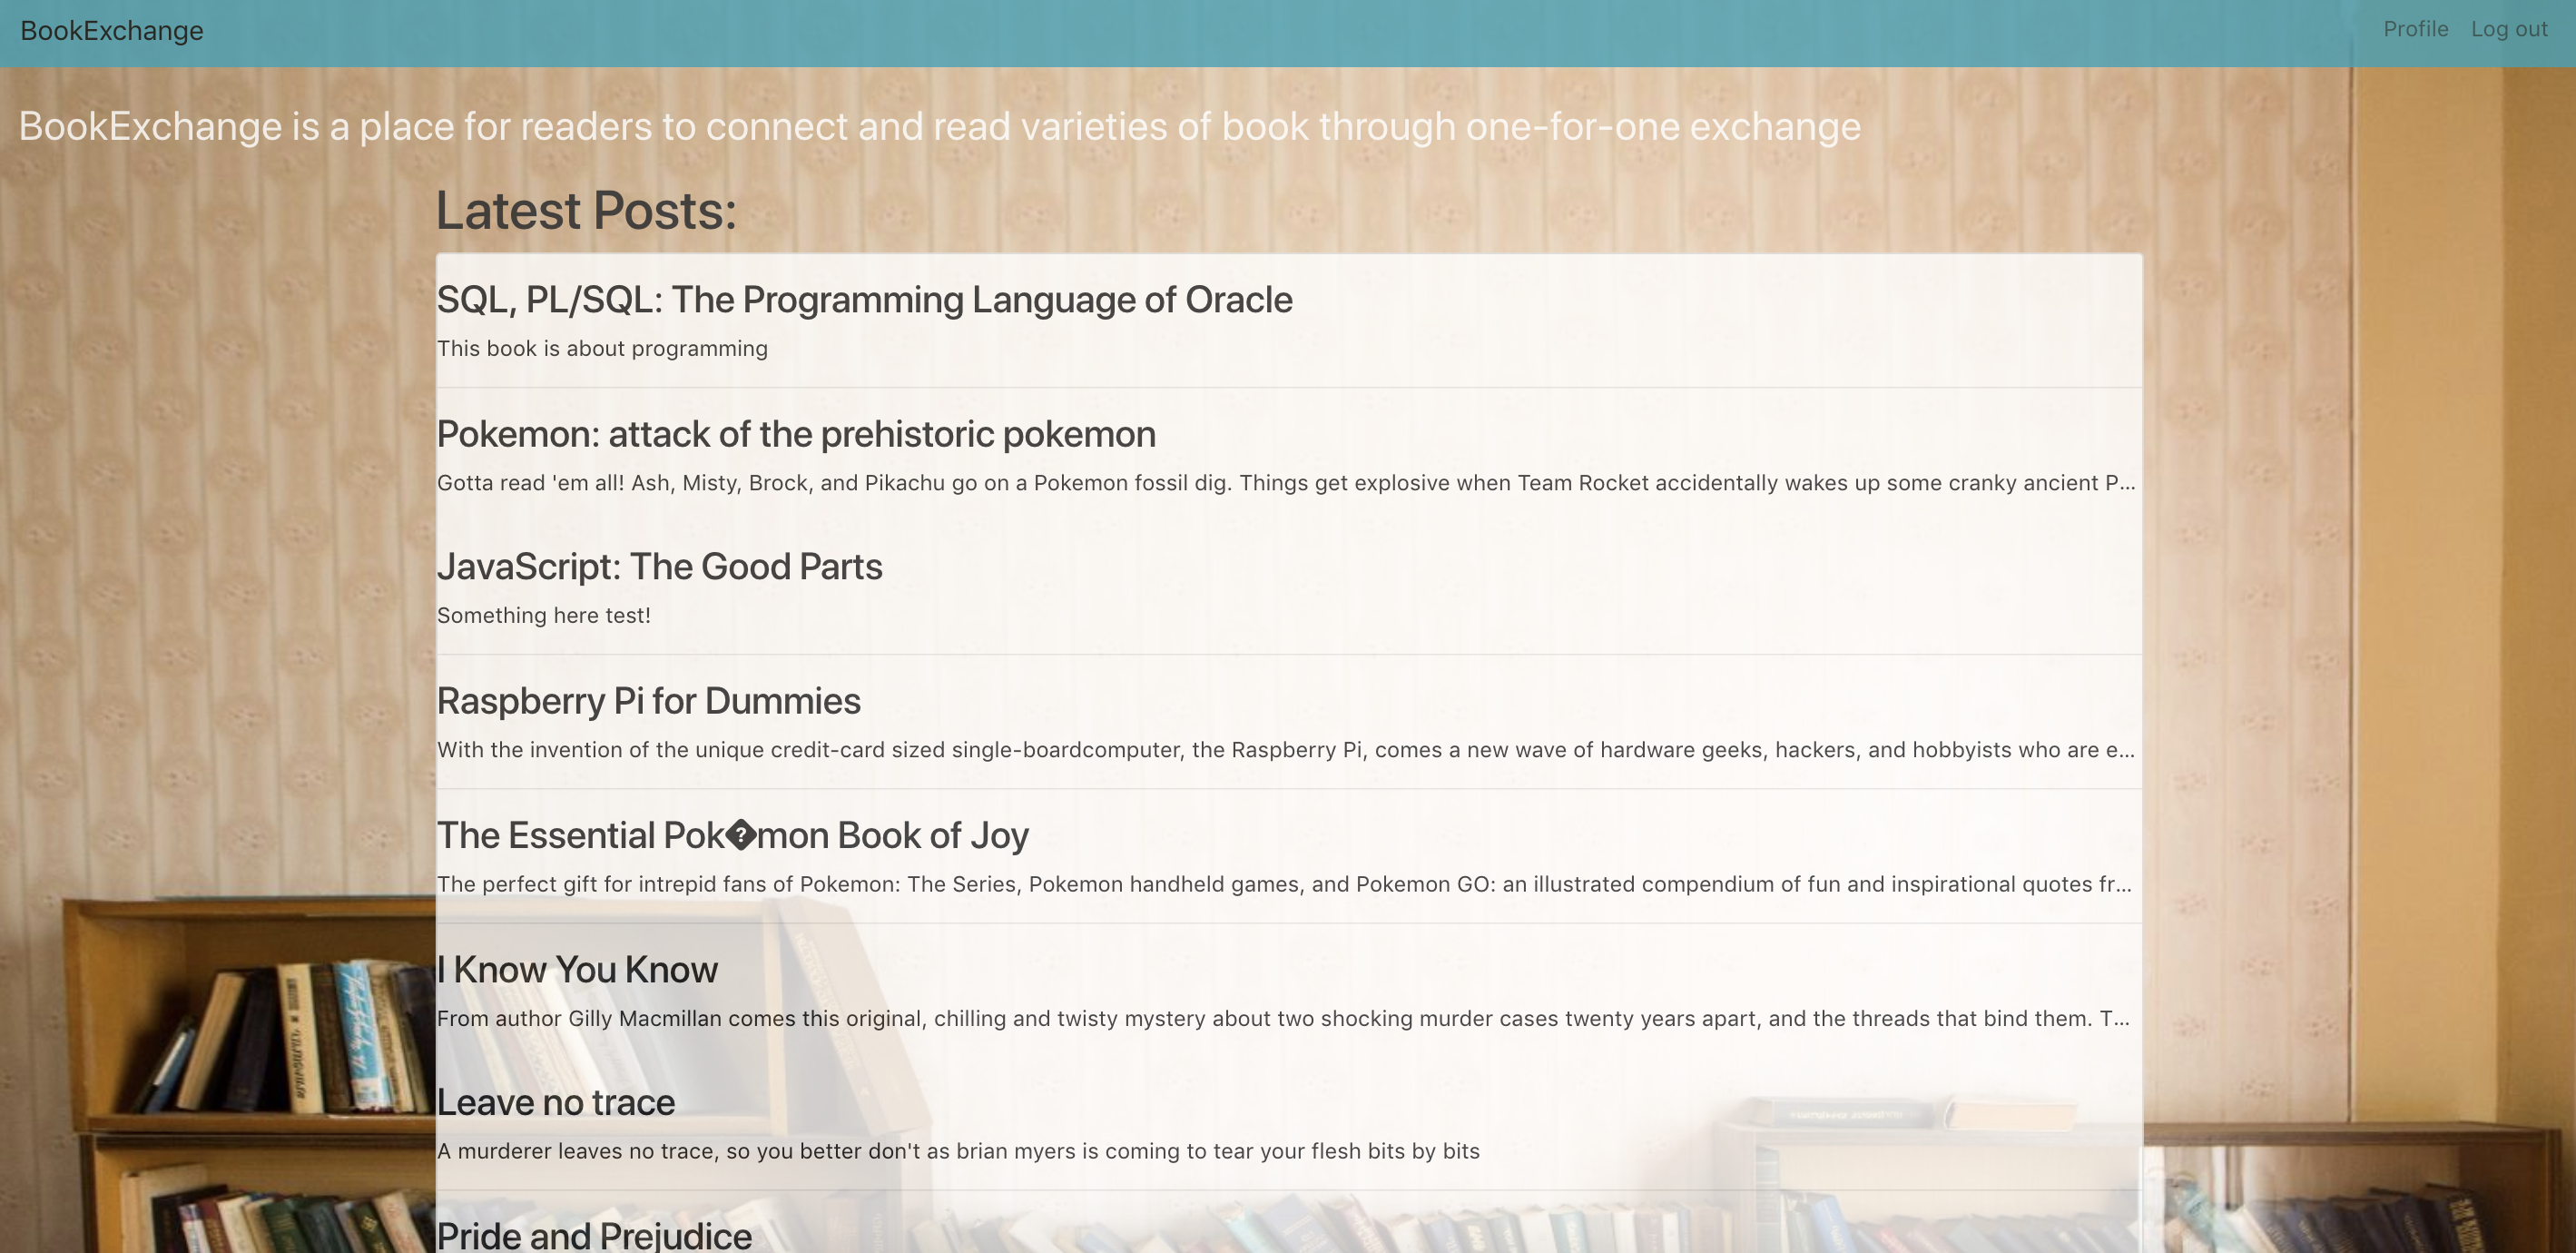 BookExchange
Profile Log out
BookExchange is a place for readers to connect and read varieties of book through one-for-one exchange
Latest Posts:
SQL, PL/SQL: The Programming Language of Oracle
This book is about programming
Pokemon: attack of the prehistoric pokemon
Gotta read 'em all! Ash, Misty, Brock, and Pikachu go on a Pokemon fossil dig. Things get explosive when Team Rocket accidentally wakes up some cranky ancient P...
JavaScript: The Good Parts
Something here test!
Raspberry Pi for Dummies
With the invention of the unique credit-card sized single-boardcomputer, the Raspberry Pi, comes a new wave of hardware geeks, hackers, and hobbyists who are e...
The Essential Pok�mon Book of Joy
The perfect gift for intrepid fans of Pokemon: The Series, Pokemon handheld games, and Pokemon GO: an illustrated compendium of fun and inspirational quotes fr...
I Know You Know
From author Gilly Macmillan comes this original, chilling and twisty mystery about two shocking murder cases twenty years apart, and the threads that bind them. T...
Leave no trace
A murderer leaves no trace, so you better don't as brian myers is coming to tear your flesh bits by bits
Pride and Prejudice